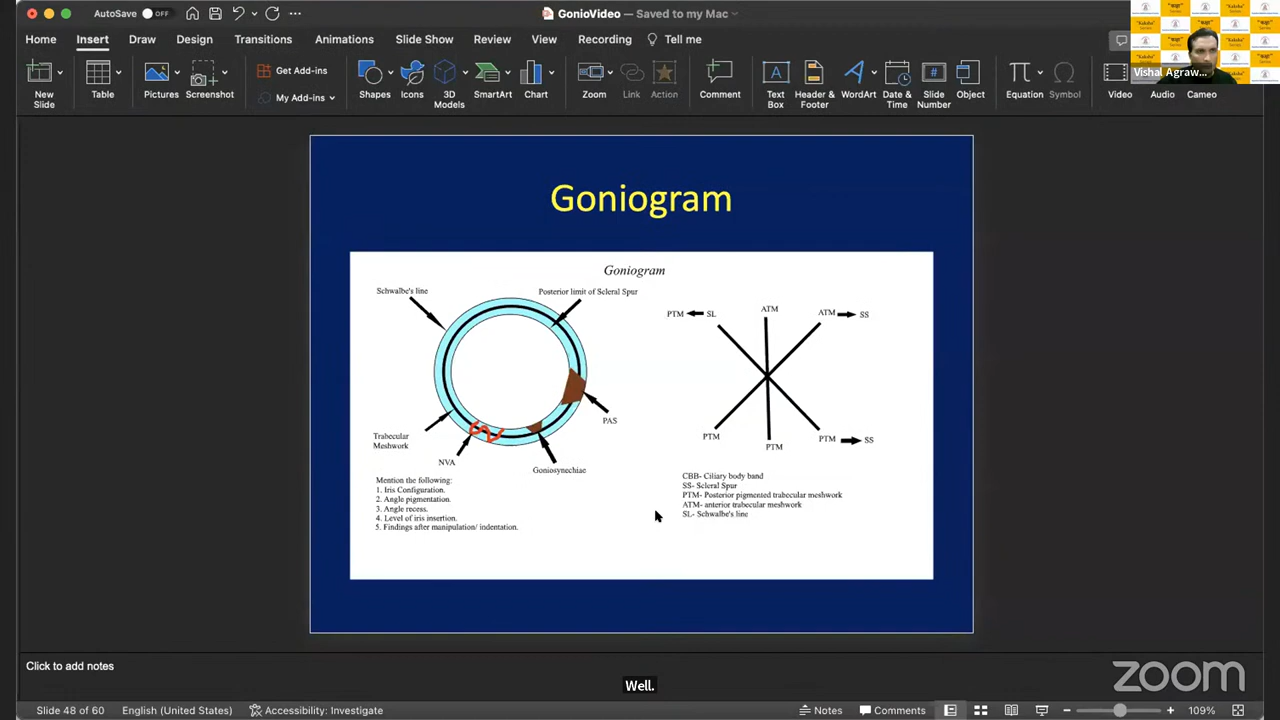 AutoSave OFF
GonioVideo — Saved to my Mac
Home Insert Draw Design Transitions Animations Slide Recording Tell me
Get Add-ins
My Add-ins
New
Slide
Table
Pictures
Screenshot
Shapes
Icons
Models
SmartArt
Zoom
Link
Action
Comment
Text
Box
Header &
Footer
WordArt
Date &
Time
Slide
Number
Object
Equation
Symbol
Video
Audio
Cameo
Vishal Agraw...
Goniogram
Goniogram
Schwalbe's line
Posterior limit of Scleral Spur
PAS
Trabecular
Meshwork
NVA
Goniosynechiae
Mention the following:
1. Iris Configuration.
2. Angle pigmentation.
3. Angle recess.
4. Level of iris insertion.
5. Findings after manipulation/ indentation.
PTM SL
ATM
ATM SS
PTM
PTM
PTM SS
CBB- Ciliary body band
SS- Scleral Spur
PTM- Posterior pigmented trabecular meshwork
ATM- anterior trabecular meshwork
SL- Schwalbe's line
Click to add notes
Well.
zoom
Slide 48 of 60 English (United States) Accessibility: Investigate Notes Comments 109%